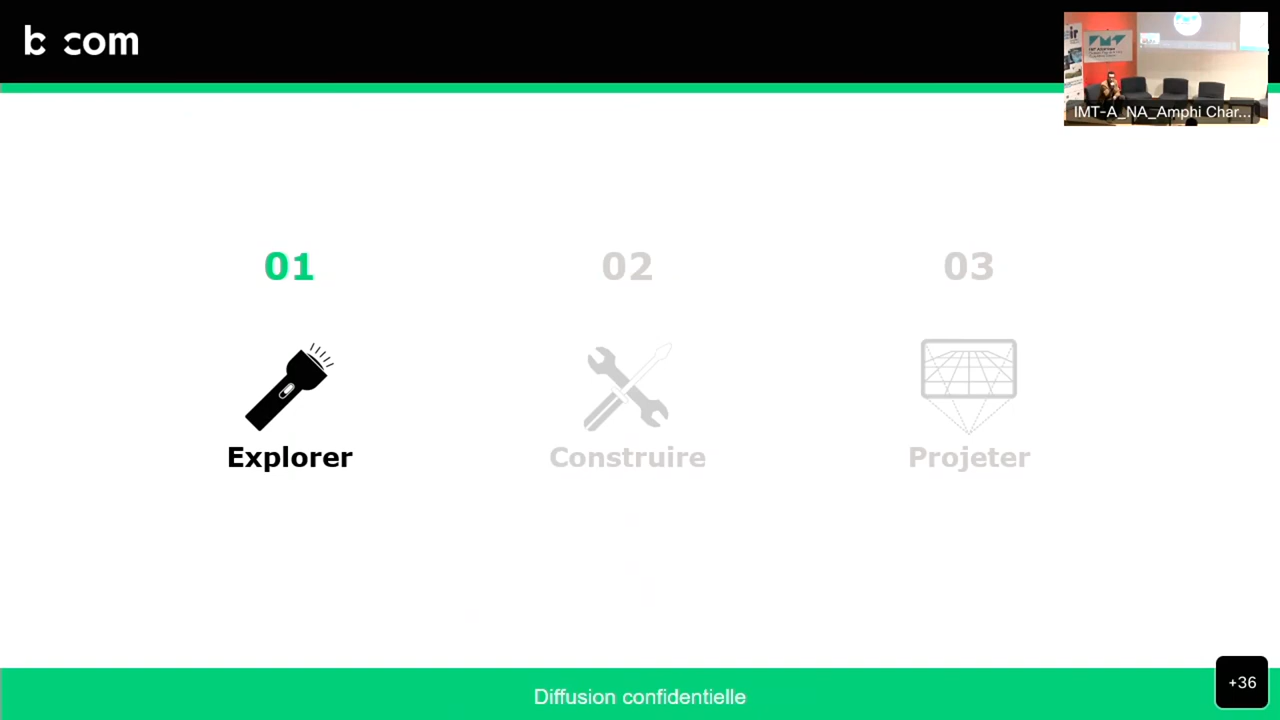 b com
IMT-A_NA_Amphi Char...
01
02
03
Explorer
Construire
Projeter
Diffusion confidentielle
+36